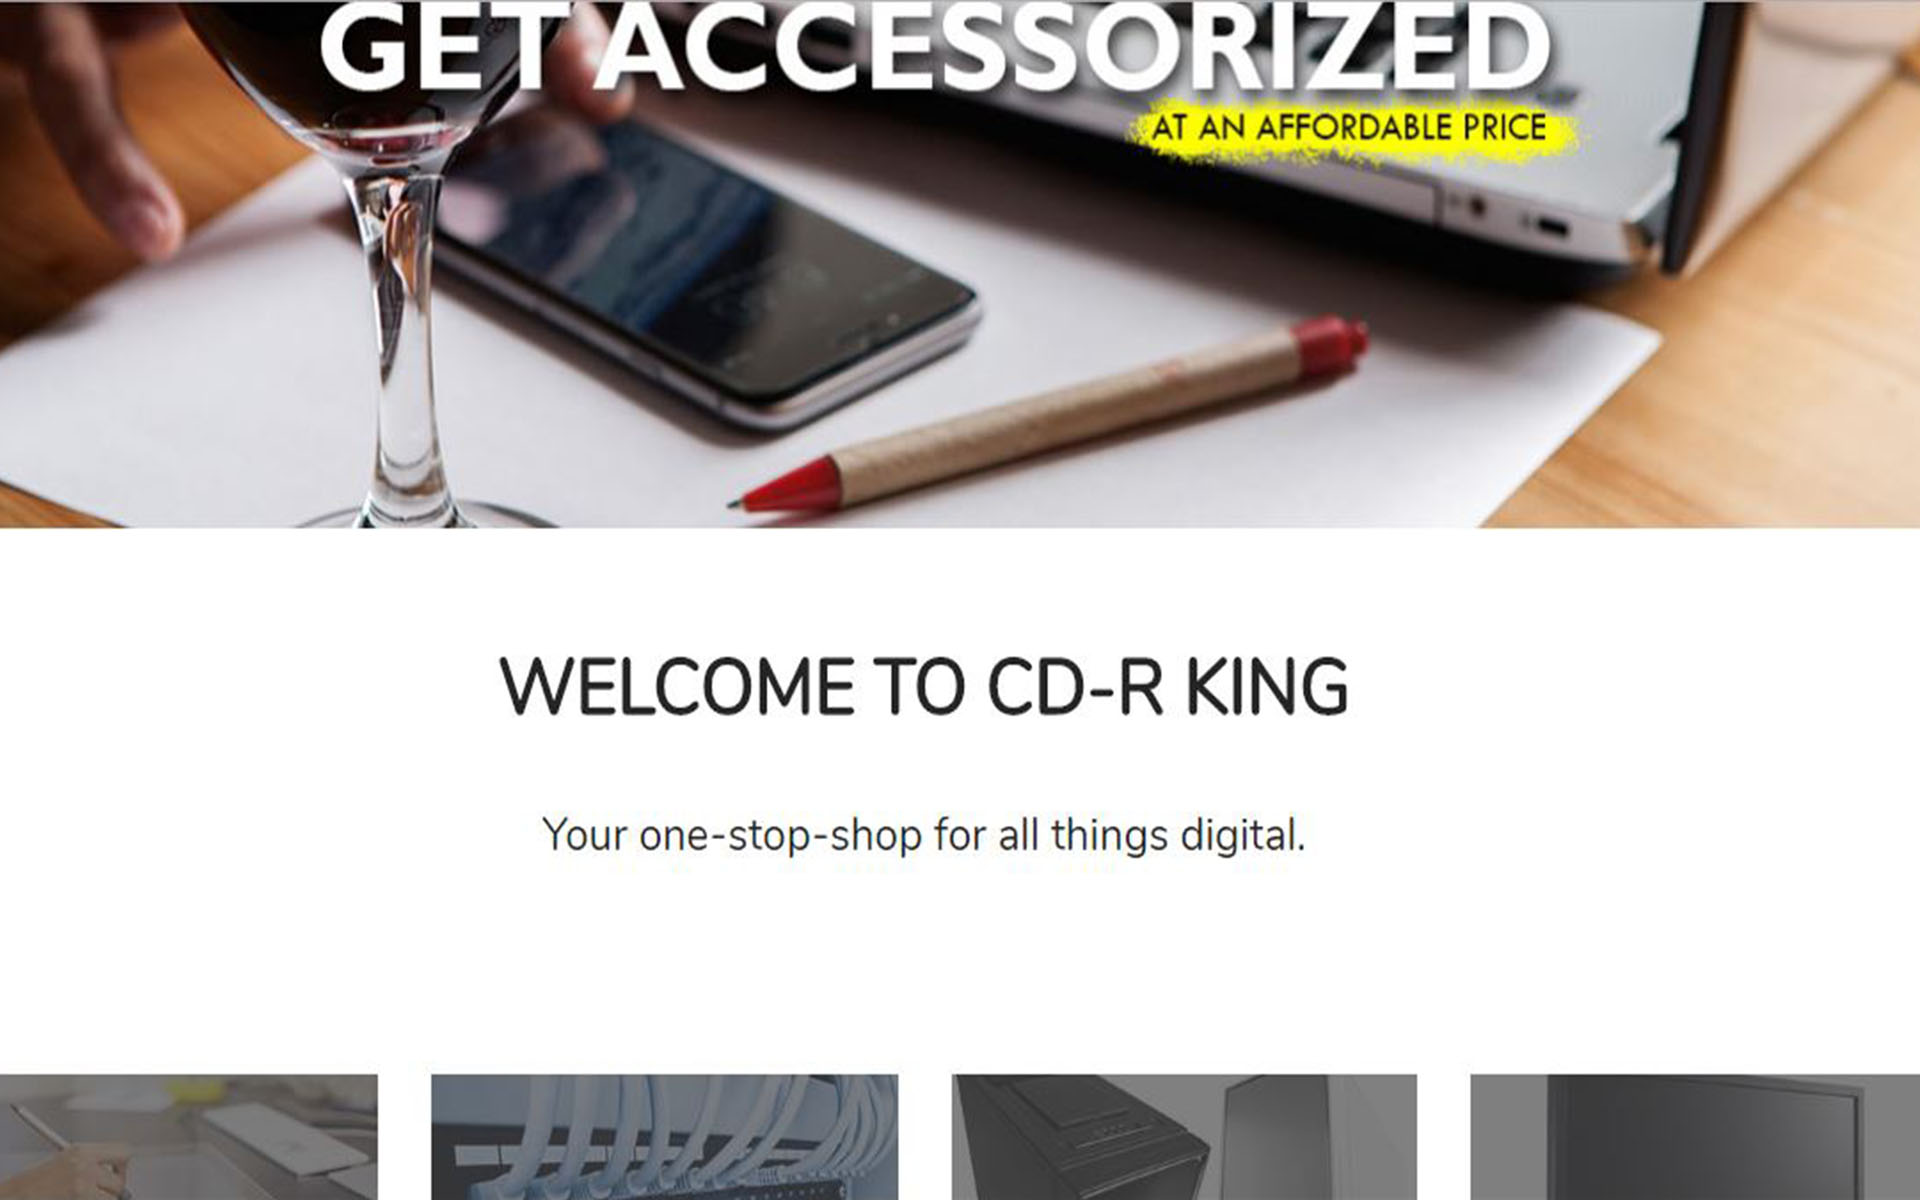 GET ACCESSORIZED
AT AN AFFORDABLE PRICE
WELCOME TO CD-R KING
Your one-stop-shop for all things digital.